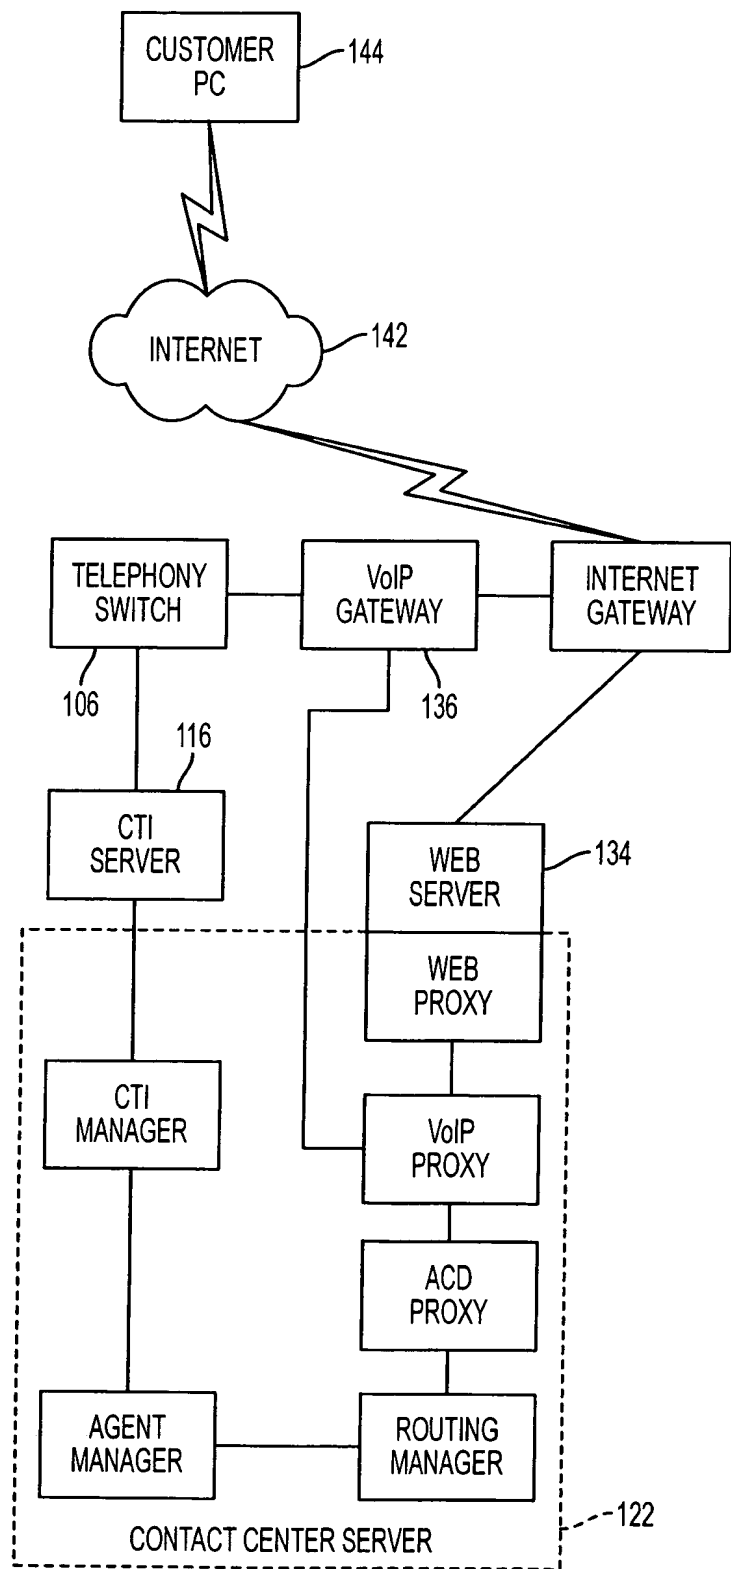 CUSTOMER
PC
144
INTERNET
142
TELEPHONY
SWITCH
VoIP
GATEWAY
INTERNET
GATEWAY
106
136
116
CTI
SERVER
WEB
SERVER
134
WEB
PROXY
CTI
MANAGER
VoIP
PROXY
ACD
PROXY
AGENT
MANAGER
ROUTING
MANAGER
CONTACT CENTER SERVER
122